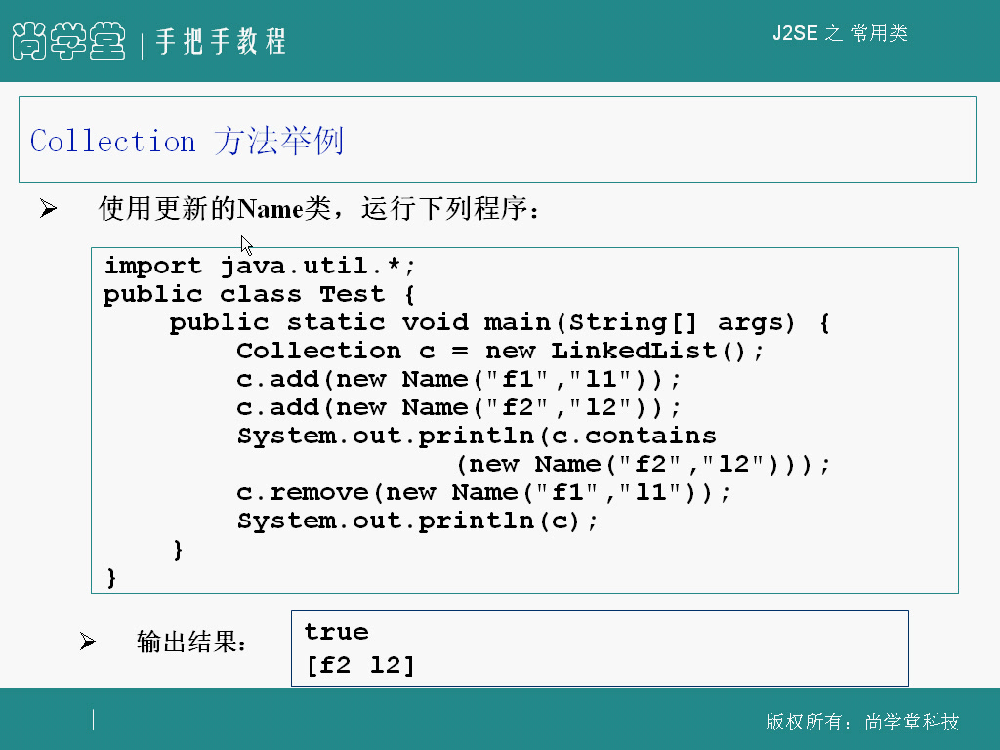 尚学堂 手把手教程
J2SE 之 常用类
Collection 方法举例
使用更新的Name类，运行下列程序：
import java.util.*;
public class Test {
    public static void main(String[] args) {
        Collection c = new LinkedList();
        c.add(new Name("f1","l1"));
        c.add(new Name("f2","l2"));
        System.out.println(c.contains
                     (new Name("f2","l2")));
        c.remove(new Name("f1","l1"));
        System.out.println(c);
    }
}
输出结果：
true
[f2 l2]
版权所有：尚学堂科技